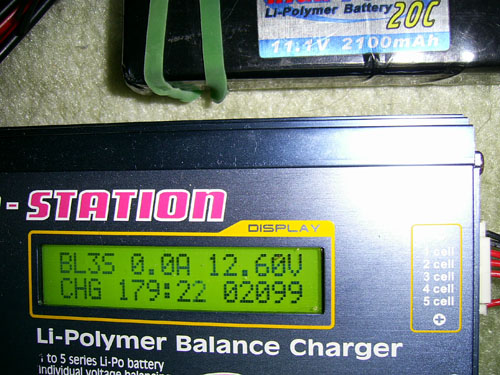 Li-Polymer Battery 20C
11.1V 2100mAh
- STATION
DISPLAY
BL3S 0.0A 12.60V
CHG 179:22 02099
cell
2 cell
3 cell
4 cell
5 cell
Li-Polymer Balance Charger
1 to 5 series Li-Po battery
individual voltage balancing